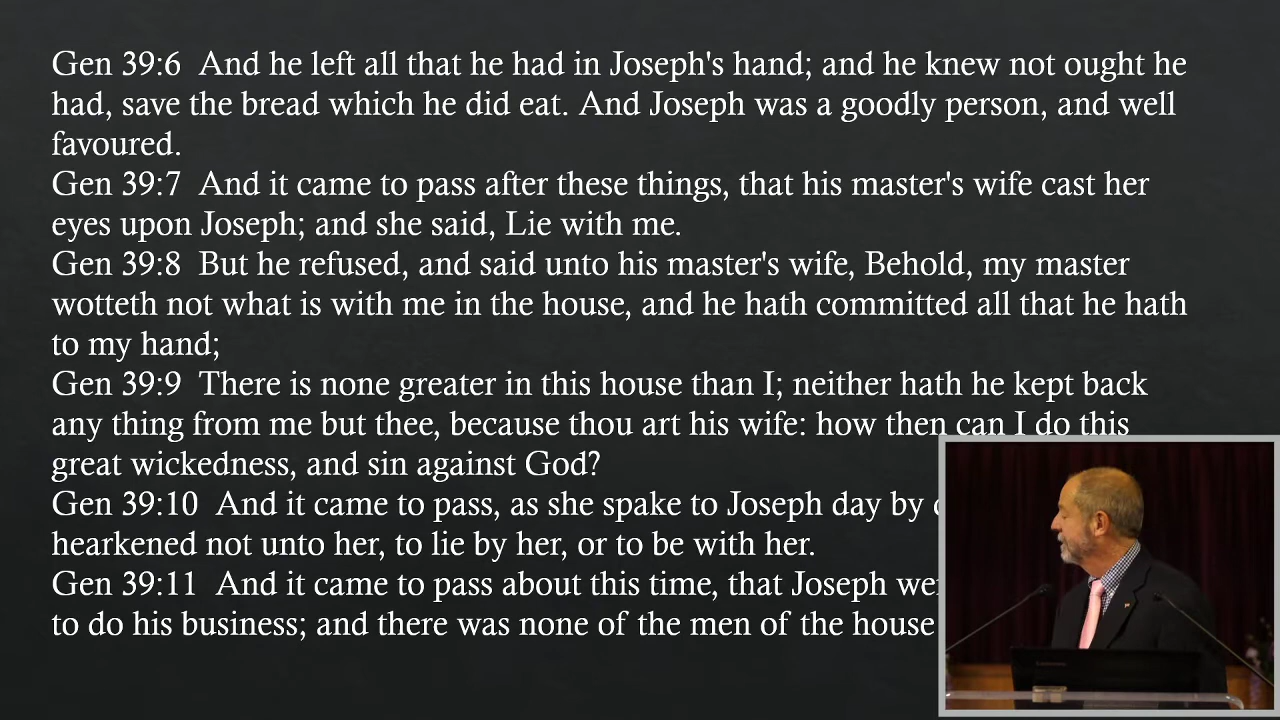 Gen 39:6  And he left all that he had in Joseph's hand; and he knew not ought he
had, save the bread which he did eat. And Joseph was a goodly person, and well
favoured.
Gen 39:7  And it came to pass after these things, that his master's wife cast her
eyes upon Joseph; and she said, Lie with me.
Gen 39:8  But he refused, and said unto his master's wife, Behold, my master
wotteth not what is with me in the house, and he hath committed all that he hath
to my hand;
Gen 39:9  There is none greater in this house than I; neither hath he kept back
any thing from me but thee, because thou art his wife: how then can I do this
great wickedness, and sin against God?
Gen 39:10  And it came to pass, as she spake to Joseph day by
hearkened not unto her, to lie by her, or to be with her.
Gen 39:11  And it came to pass about this time, that Joseph
to do his business; and there was none of the men of the house